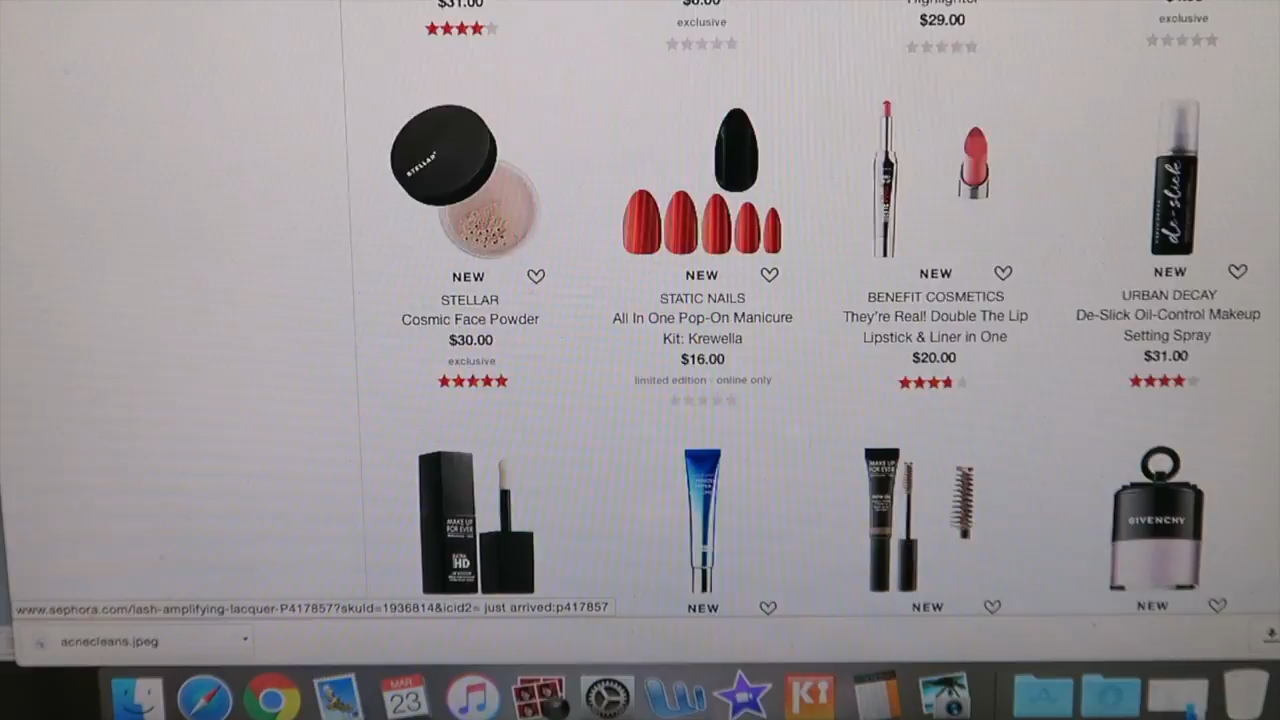 $31.00
$6.00
exclusive
Highlighter
$29.00
exclusive
STELLAR
NEW
STELLAR
Cosmic Face Powder
$30.00
exclusive
NEW
STATIC NAILS
All In One Pop-On Manicure
Kit: Krewella
$16.00
limited edition · online only
NEW
BENEFIT COSMETICS
They're Real! Double The Lip
Lipstick & Liner in One
$20.00
de-slick
NEW
URBAN DECAY
De-Slick Oil-Control Makeup
Setting Spray
$31.00
MAKE UP
FOR EVER
HD
NEW
MAKE UP
FOR EVER
NEW
GIVENCHY
NEW
www.sephora.com/lash-amplifying-lacquer-P417857?skuId=1936814&icid2= just arrived:p417857
acnecleans.jpeg
MAR
23